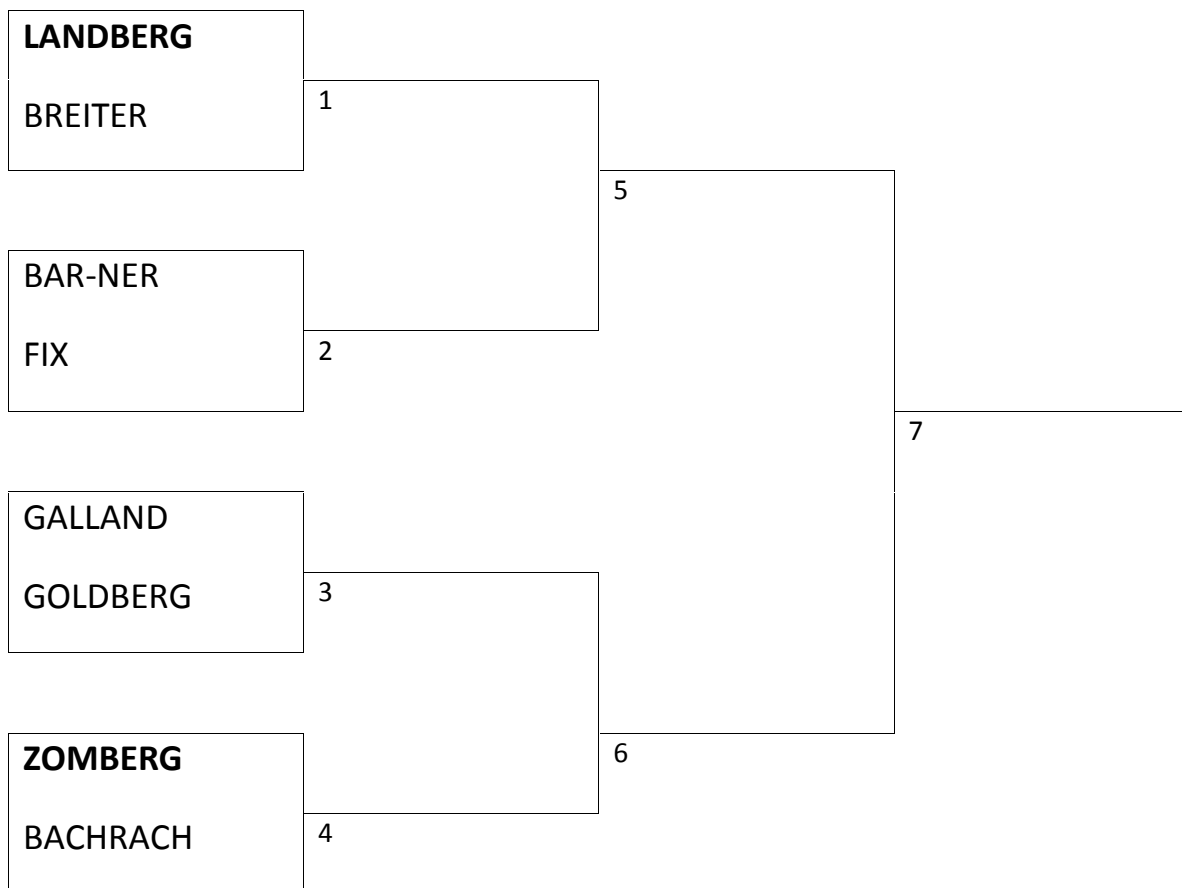 LANDBERG
BREITER
1
5
BAR-NER
FIX
2
7
GALLAND
GOLDBERG
3
6
ZOMBERG
BACHRACH
4